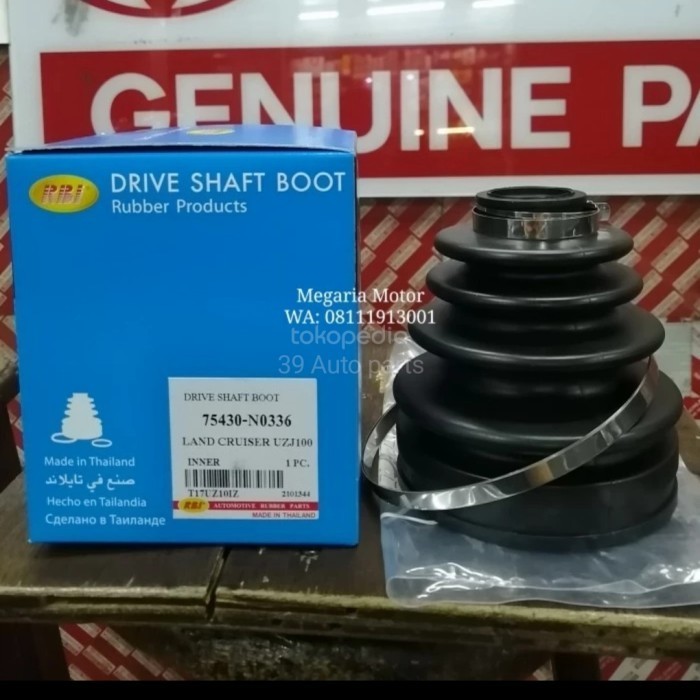 GENUINE PA
RBI
DRIVE SHAFT BOOT
Rubber Products
Megaria Motor
WA: 08111913001
tokopedia
39 Auto parts
DRIVE SHAFT BOOT
75430-N0336
LAND CRUISER UZJ100
INNER 1 PC.
T17UZ10IZ 2101344
RBI AUTOMOTIVE RUBBER PARTS
MADE IN THAILAND
Made in Thailand
صنع في تايلاند
Hecho en Tailandia
Сделано в Таиланде